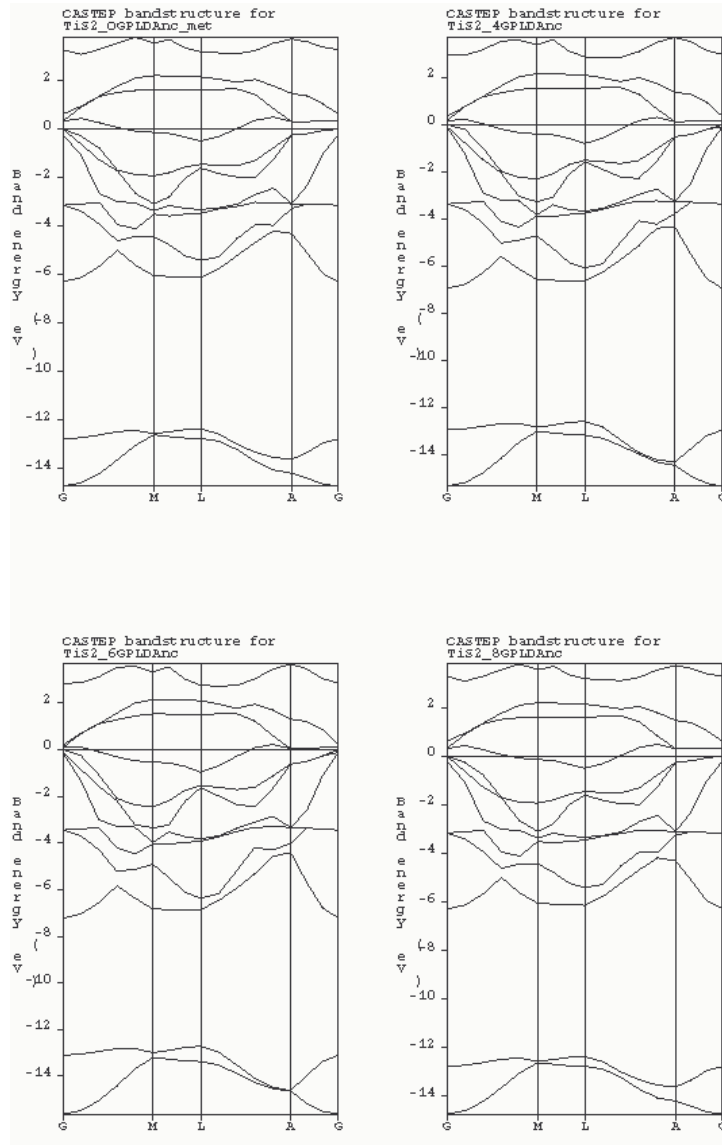 CASTEP bandstructure for
TiS2_0GPLDAnc_met
2
0
-2
-4
-6
-8
-10
-12
-14
Band energy (eV)
G M L A G
CASTEP bandstructure for
TiS2_4GPLDAnc
2
0
-2
-4
-6
-8
-10
-12
-14
Band energy (eV)
G M L A G
CASTEP bandstructure for
TiS2_6GPLDAnc
2
0
-2
-4
-6
-8
-10
-12
-14
Band energy (eV)
G M L A G
CASTEP bandstructure for
TiS2_8GPLDAnc
2
0
-2
-4
-6
-8
-10
-12
-14
Band energy (eV)
G M L A G